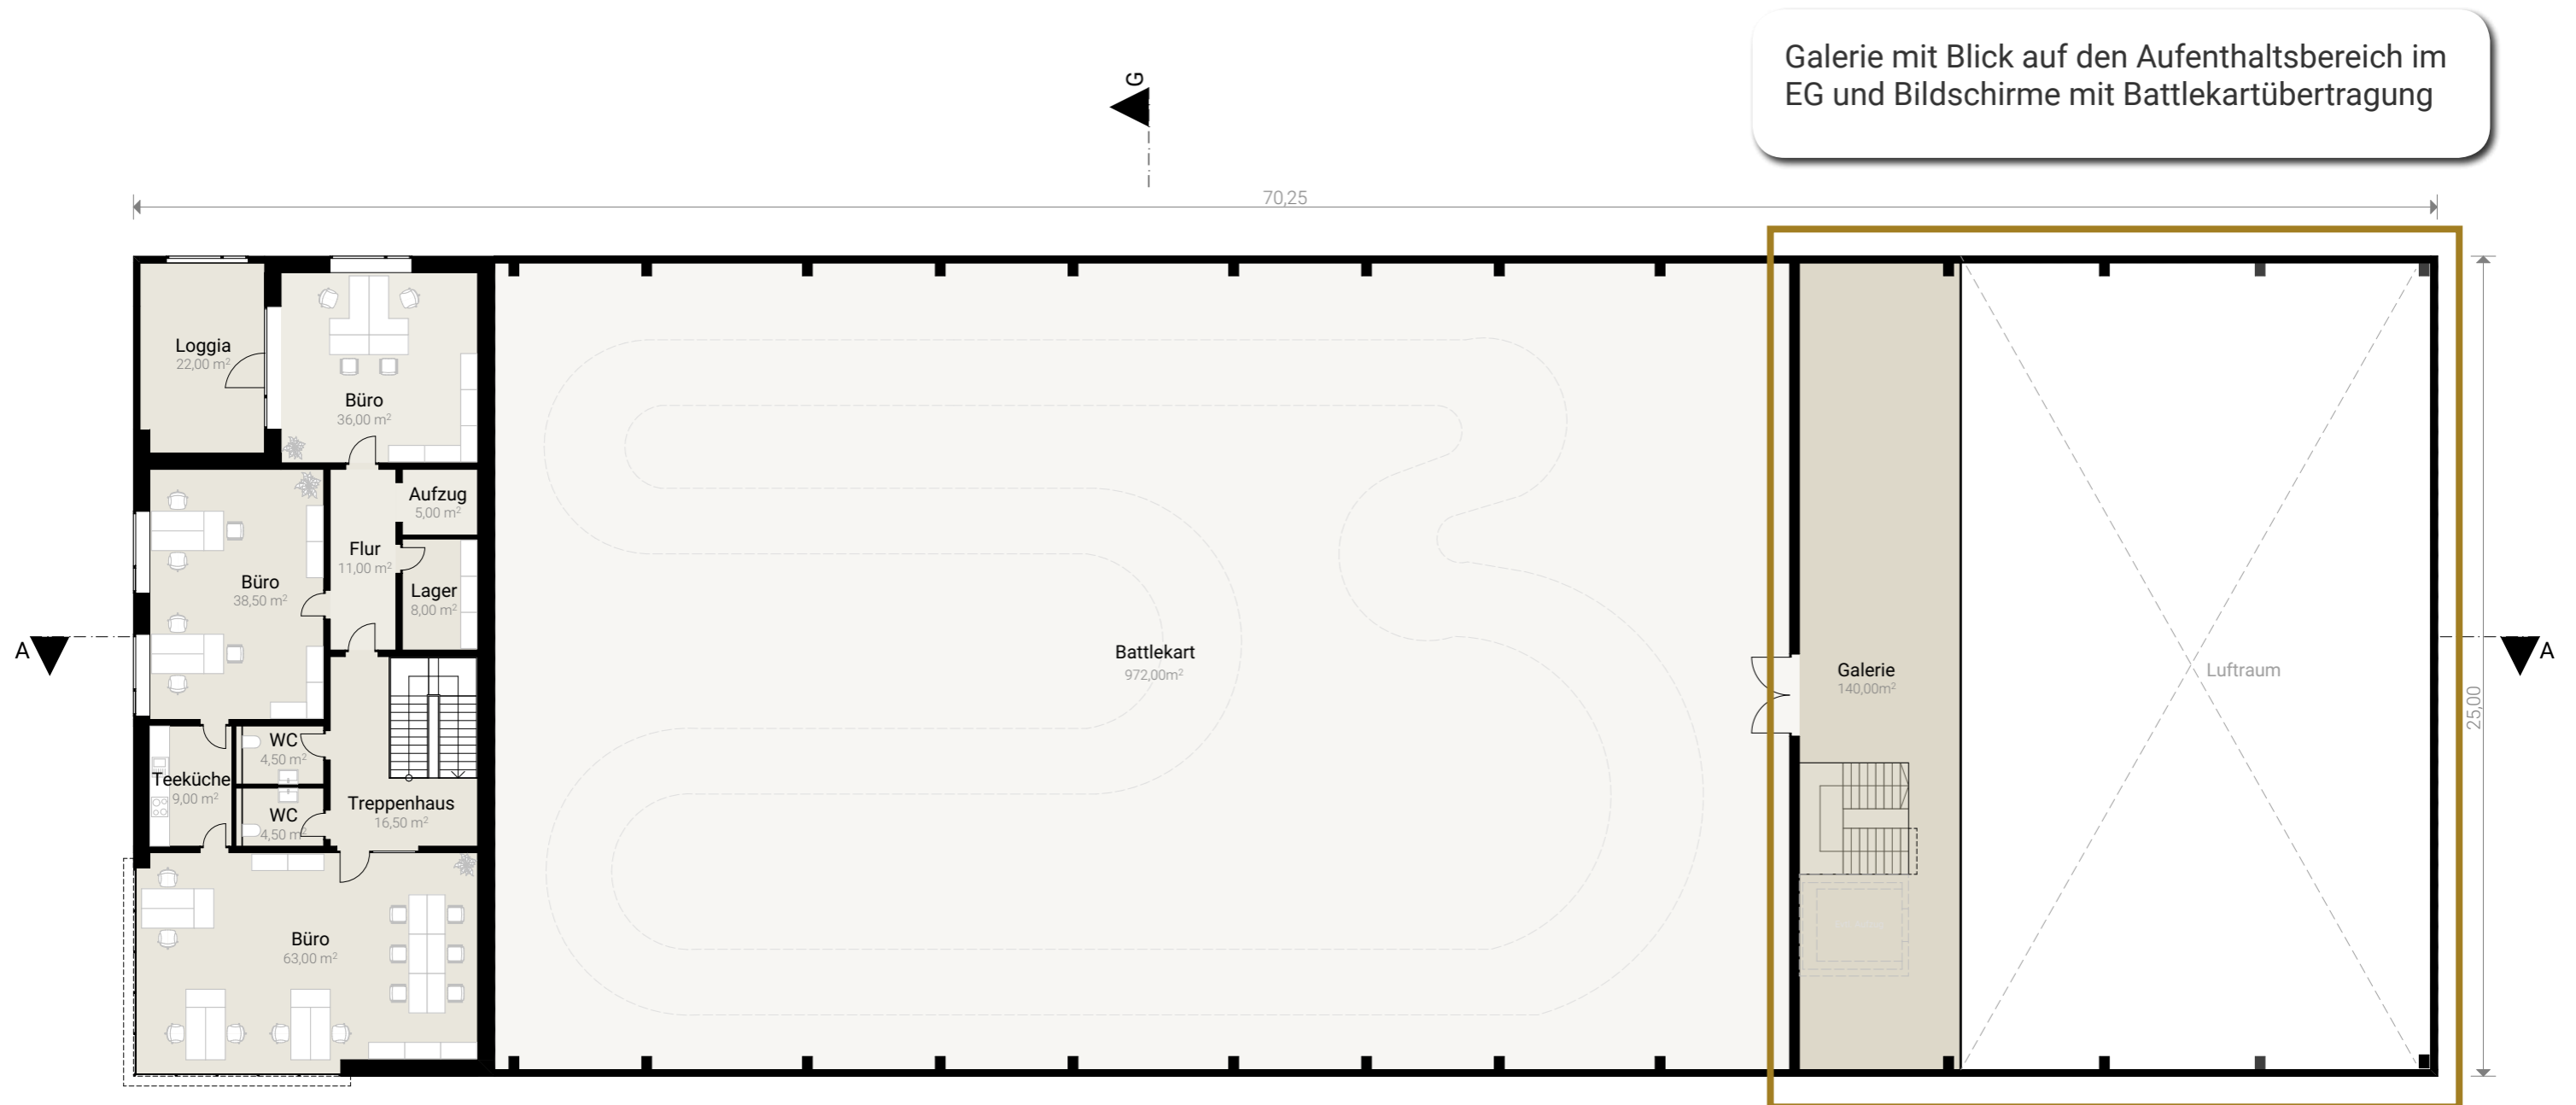 Galerie mit Blick auf den Aufenthaltsbereich im
EG und Bildschirme mit Battlekartübertragung
G
70,25
Loggia
22,00 m²
Büro
36,00 m²
Aufzug
5,00 m²
Flur
11,00 m²
Büro
38,50 m²
Lager
8,00 m²
A
A
Battlekart
972,00m²
Galerie
140,00m²
Luftraum
25,00
WC
4,50 m²
Teeküche
9,00 m²
WC
4,50 m²
Treppenhaus
16,50 m²
Büro
63,00 m²